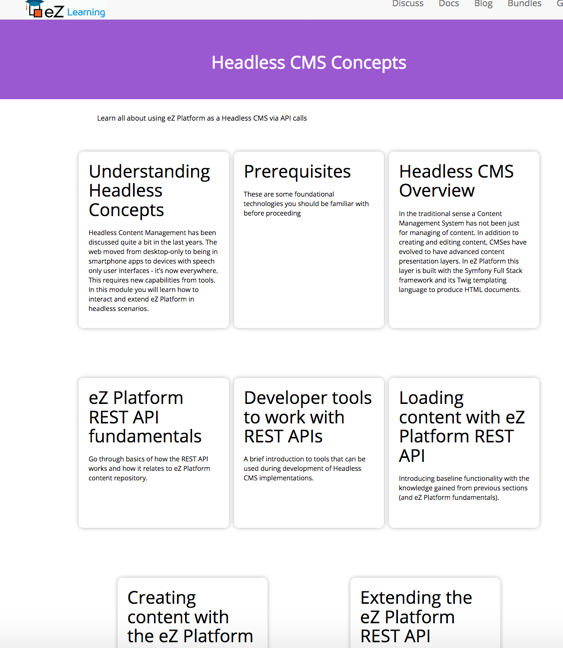 eZ Learning
Discuss Docs Blog Bundles G
Headless CMS Concepts
Learn all about using eZ Platform as a Headless CMS via API calls
Understanding
Headless
Concepts
Headless Content Management has been
discussed quite a bit in the last years. The
web moved from desktop-only to being in
smartphone apps to devices with speech
only user interfaces - it's now everywhere.
This requires new capabilities from tools.
In this module you will learn how to
interact and extend eZ Platform in
headless scenarios.
Prerequisites
These are some foundational
technologies you should be familiar with
before proceeding
Headless CMS
Overview
In the traditional sense a Content
Management System has not been just
for managing of content. In addition to
creating and editing content, CMSes have
evolved to have advanced content
presentation layers. In eZ Platform this
layer is built with the Symfony Full Stack
framework and its Twig templating
language to produce HTML documents.
eZ Platform
REST API
fundamentals
Go through basics of how the REST API
works and how it relates to eZ Platform
content repository.
Developer tools
to work with
REST APIs
A brief introduction to tools that can be
used during development of Headless
CMS implementations.
Loading
content with eZ
Platform REST
API
Introducing baseline functionality with the
knowledge gained from previous sections
(and eZ Platform fundamentals).
Creating
content with
the eZ Platform
Extending the
eZ Platform
REST API